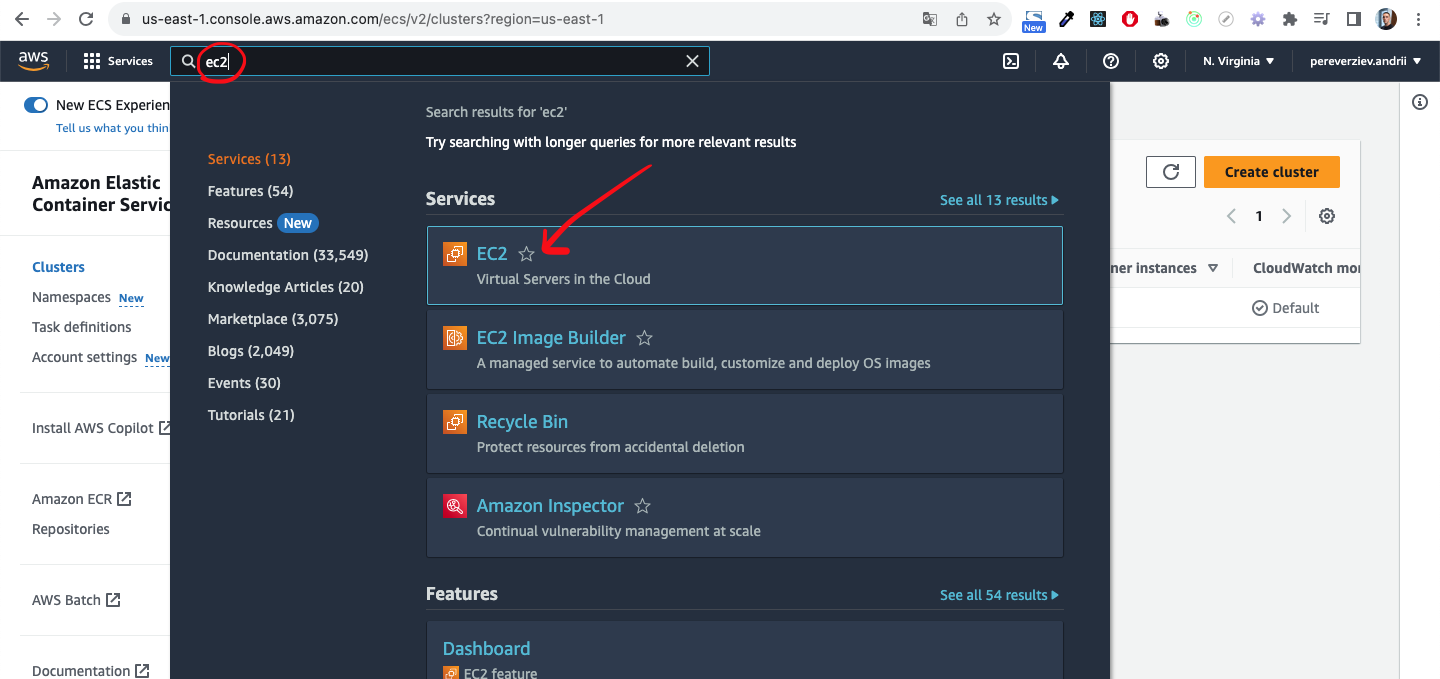 us-east-1.console.aws.amazon.com/ecs/v2/clusters?region=us-east-1
New
aws
Services
ec2
N. Virginia
pereverziev.andrii
New ECS Experien
Tell us what you thin
Amazon Elastic
Container Servic
Clusters
Namespaces New
Task definitions
Account settings New
Install AWS Copilot
Amazon ECR
Repositories
AWS Batch
Documentation
Services (13)
Features (54)
Resources New
Documentation (33,549)
Knowledge Articles (20)
Marketplace (3,075)
Blogs (2,049)
Events (30)
Tutorials (21)
Search results for 'ec2'
Try searching with longer queries for more relevant results
Services
See all 13 results
EC2
Virtual Servers in the Cloud
EC2 Image Builder
A managed service to automate build, customize and deploy OS images
Recycle Bin
Protect resources from accidental deletion
Amazon Inspector
Continual vulnerability management at scale
Features
See all 54 results
Dashboard
EC2 feature
Create cluster
1
ner instances
CloudWatch mor
Default